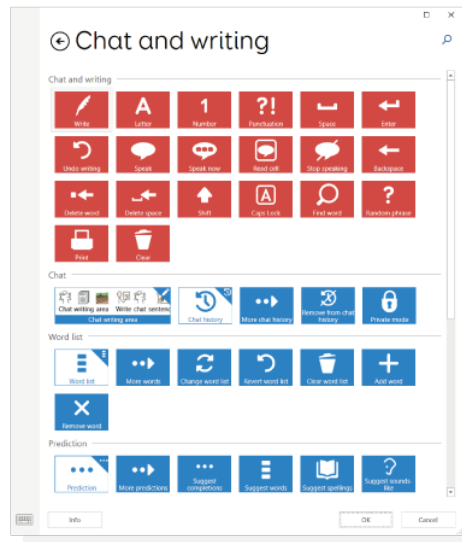 Chat and writing
Chat and writing
Write Letter Number Punctuation Space Enter
Undo writing Speak Speak now Read cell Stop speaking Backspace
Delete word Delete space Shift Caps Lock Find word Random phrase
Print Clear
Chat
Chat writing area Write chat sentenc
Chat writing area Chat history More chat history Remove from chat history Private mode
Word list
Word list More words Change word list Revert word list Clear word list Add word
Remove word
Prediction
Prediction More predictions Suggest completions Suggest words Suggest spellings Suggest sounds-like
Info OK Cancel